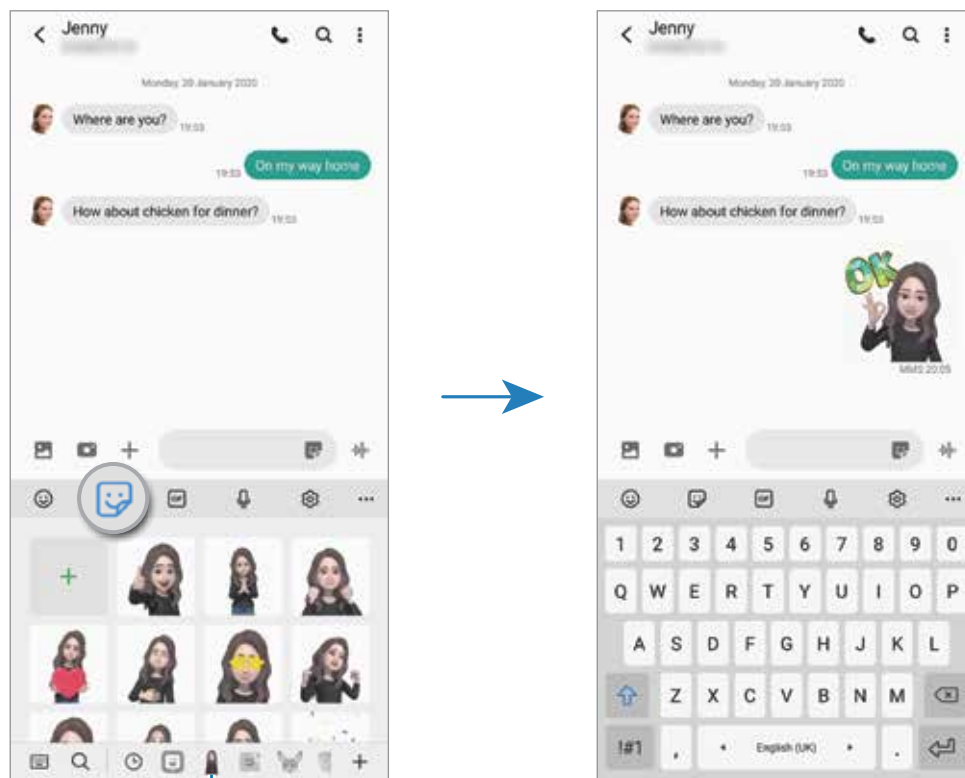 Jenny
Monday, 20 January 2020
Where are you?
19:53
On my way home
19:53
How about chicken for dinner?
19:53
GIF
Jenny
Monday, 20 January 2020
Where are you?
19:53
On my way home
19:53
How about chicken for dinner?
19:53
OK
MMS 20:05
GIF
1 2 3 4 5 6 7 8 9 0
Q W E R T Y U I O P
A S D F G H J K L
Z X C V B N M
!#1 , English (UK) .